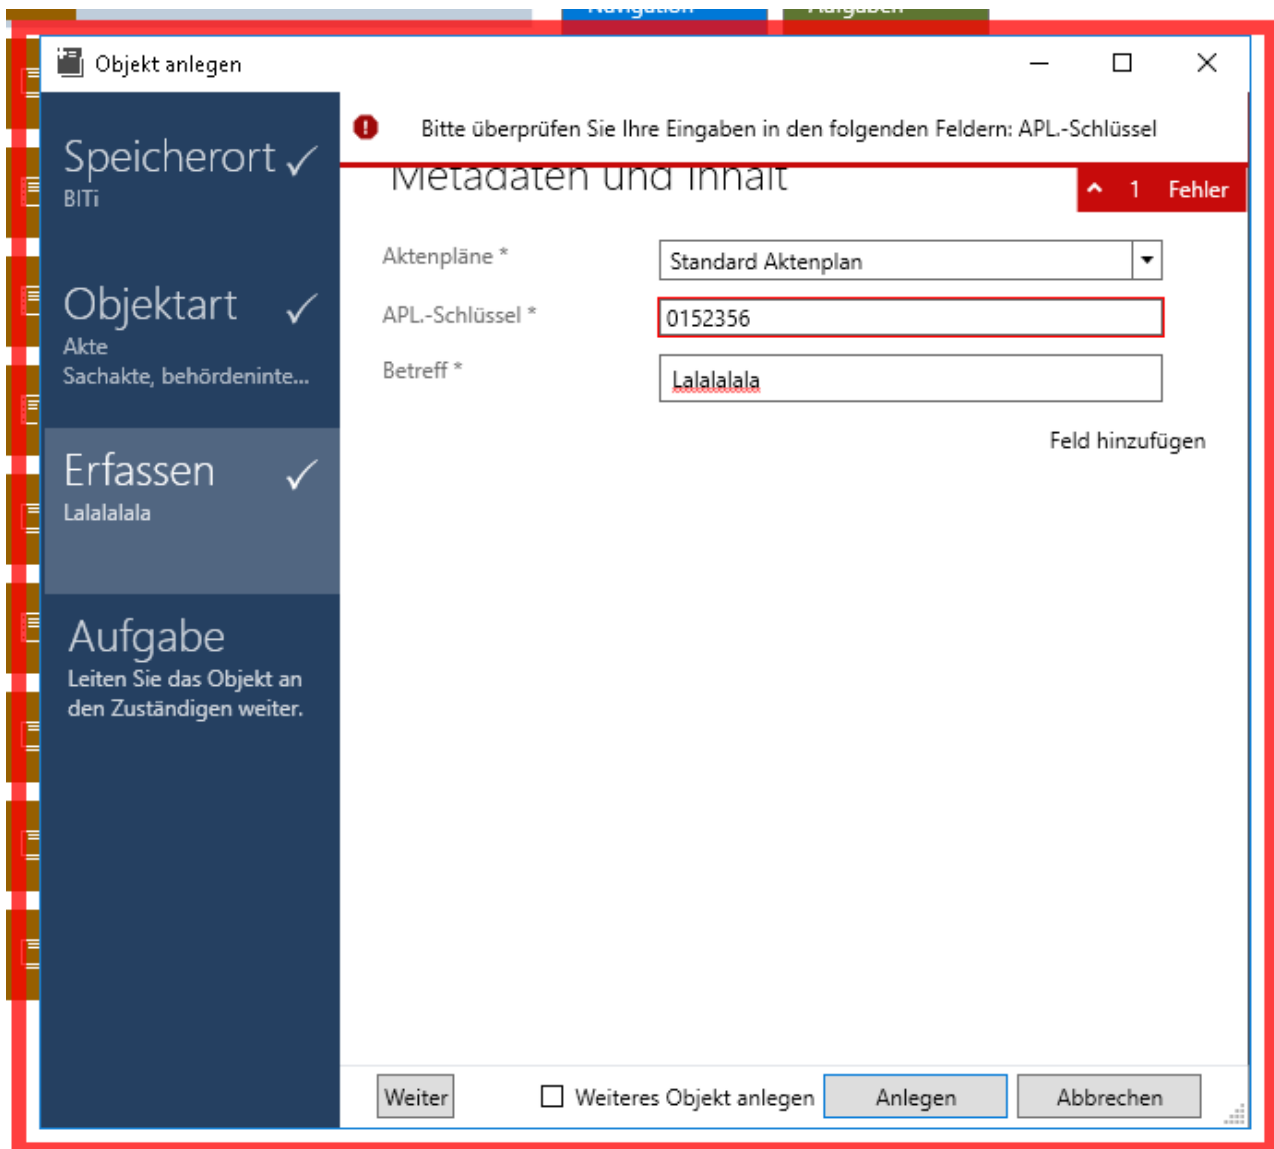 Navigation
Aufgaben
Objekt anlegen
Bitte überprüfen Sie Ihre Eingaben in den folgenden Feldern: APL.-Schlüssel
Speicherort
BITi
Metadaten und Inhalt
1 Fehler
Aktenpläne *
Standard Aktenplan
Objektart
Akte
Sachakte, behördeninte...
APL.-Schlüssel *
0152356
Betreff *
Lalalalala
Feld hinzufügen
Erfassen
Lalalalala
Aufgabe
Leiten Sie das Objekt an
den Zuständigen weiter.
Weiter
Weiteres Objekt anlegen
Anlegen
Abbrechen